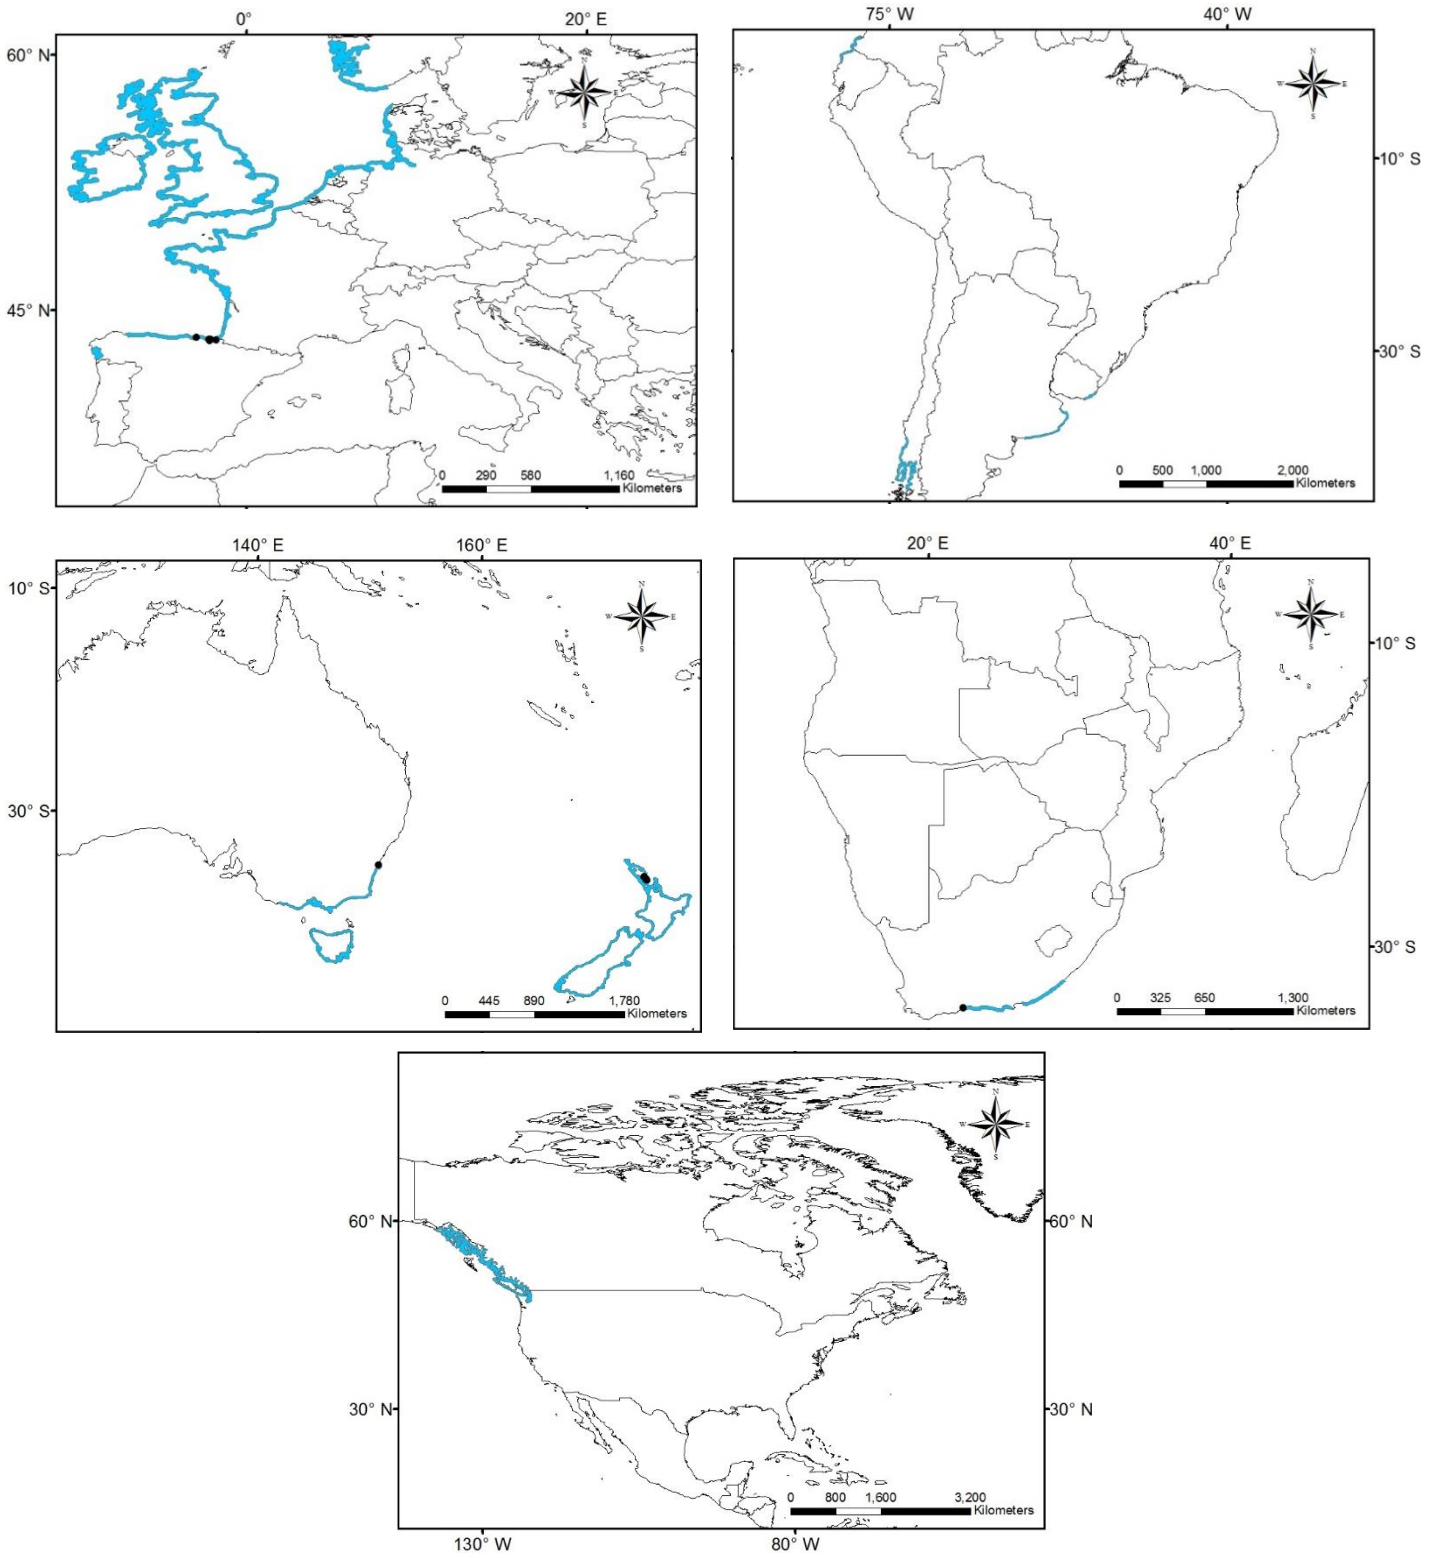 0° 20° E
60° N
N
W E
S
45° N
0 290 580 1,160
Kilometers
75° W 40° W
N
W E
S
10° S
30° S
0 500 1,000 2,000
Kilometers
140° E 160° E
10° S
N
W E
S
30° S
0 445 890 1,780
Kilometers
20° E 40° E
N
W E
S
10° S
30° S
0 325 650 1,300
Kilometers
N
W E
S
60° N 60° N
30° N 30° N
0 800 1,600 3,200
Kilometers
130° W 80° W